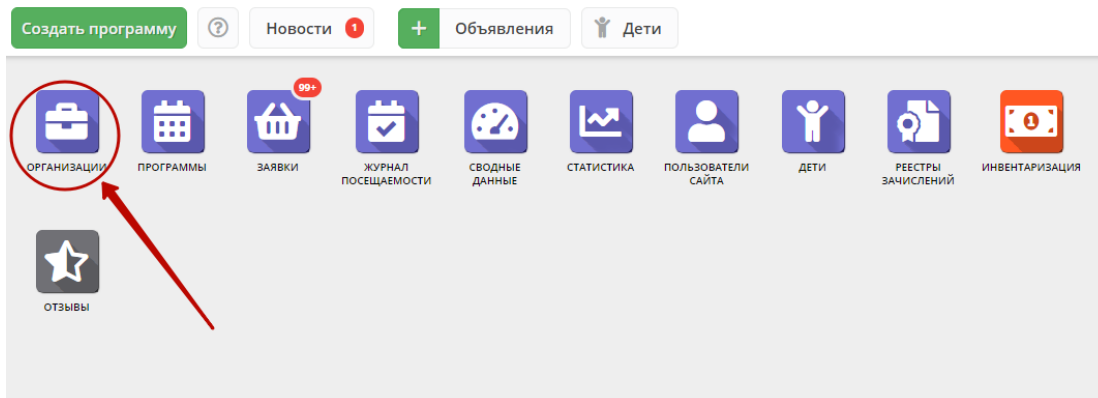 Создать программу ? Новости 1 + Объявления Дети
99+
1
ОРГАНИЗАЦИИ ПРОГРАММЫ ЗАЯВКИ ЖУРНАЛ ПОСЕЩАЕМОСТИ СВОДНЫЕ ДАННЫЕ СТАТИСТИКА ПОЛЬЗОВАТЕЛИ САЙТА ДЕТИ РЕЕСТРЫ ЗАЧИСЛЕНИЙ ИНВЕНТАРИЗАЦИЯ
ОТЗЫВЫ